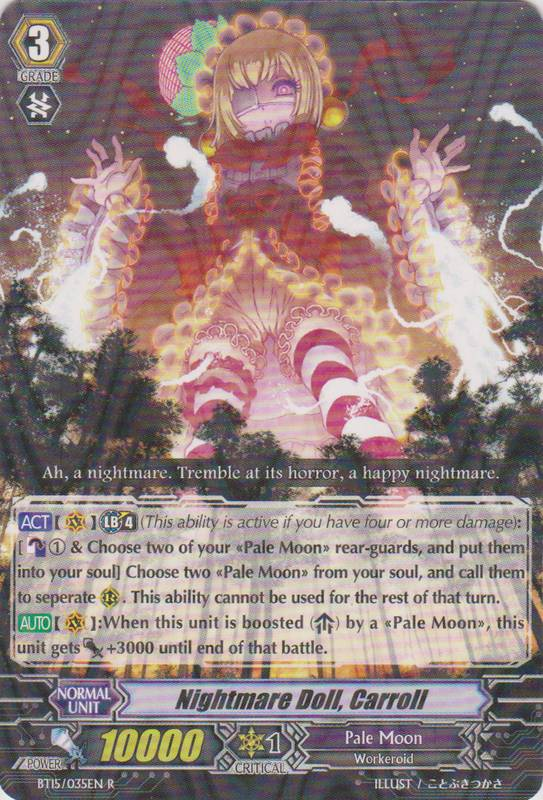 3
GRADE
Ah, a nightmare. Tremble at its horror, a happy nightmare.
ACT [ V ] LB 4 (This ability is active if you have four or more damage):
[ ① & Choose two of your «Pale Moon» rear-guards, and put them
into your soul] Choose two «Pale Moon» from your soul, and call them
to seperate R . This ability cannot be used for the rest of that turn.
AUTO [ V ]:When this unit is boosted ( ) by a «Pale Moon», this
unit gets +3000 until end of that battle.
NORMAL
UNIT
Nightmare Doll, Carroll
POWER
10000
1
CRITICAL
Pale Moon
Workeroid
BT15/035EN R
ILLUST / ことぶきつかさ